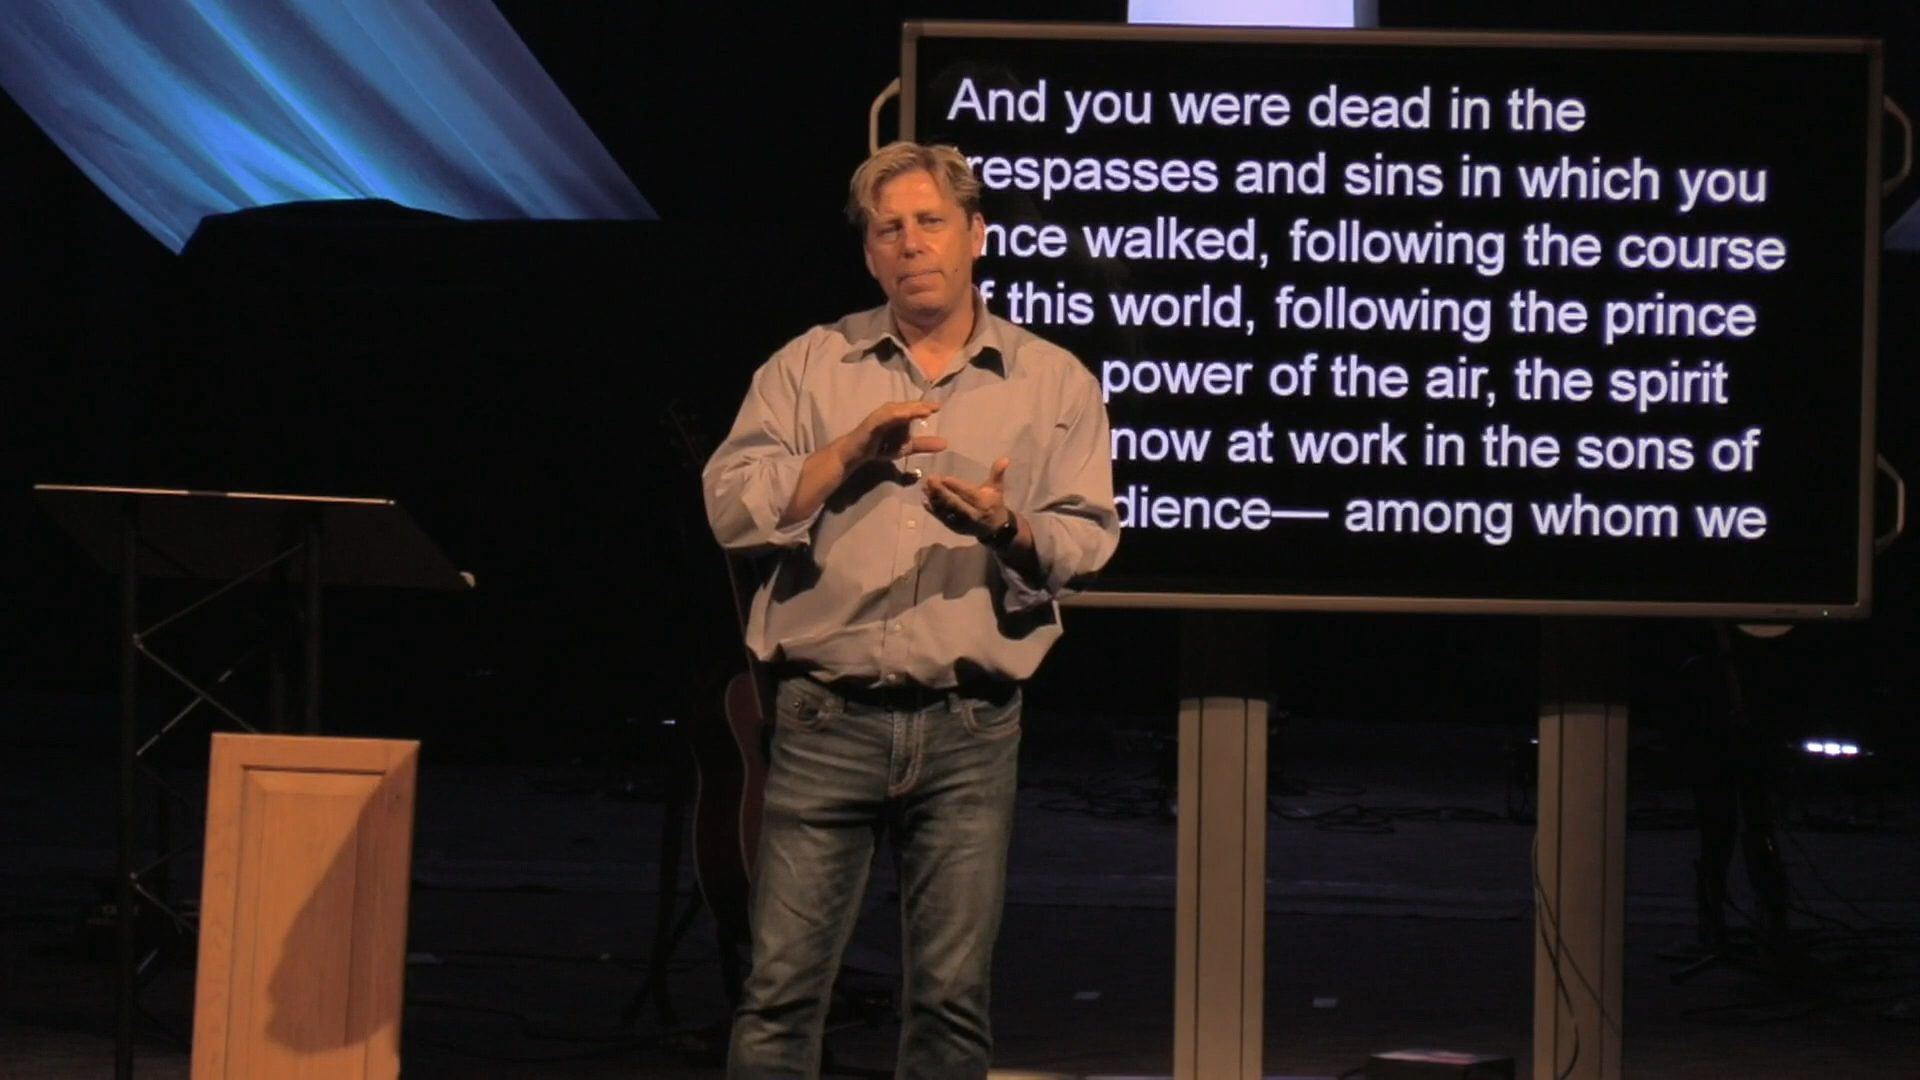 And you were dead in the
respasses and sins in which you
nce walked, following the course
f this world, following the prince
power of the air, the spirit
now at work in the sons of
dience— among whom we